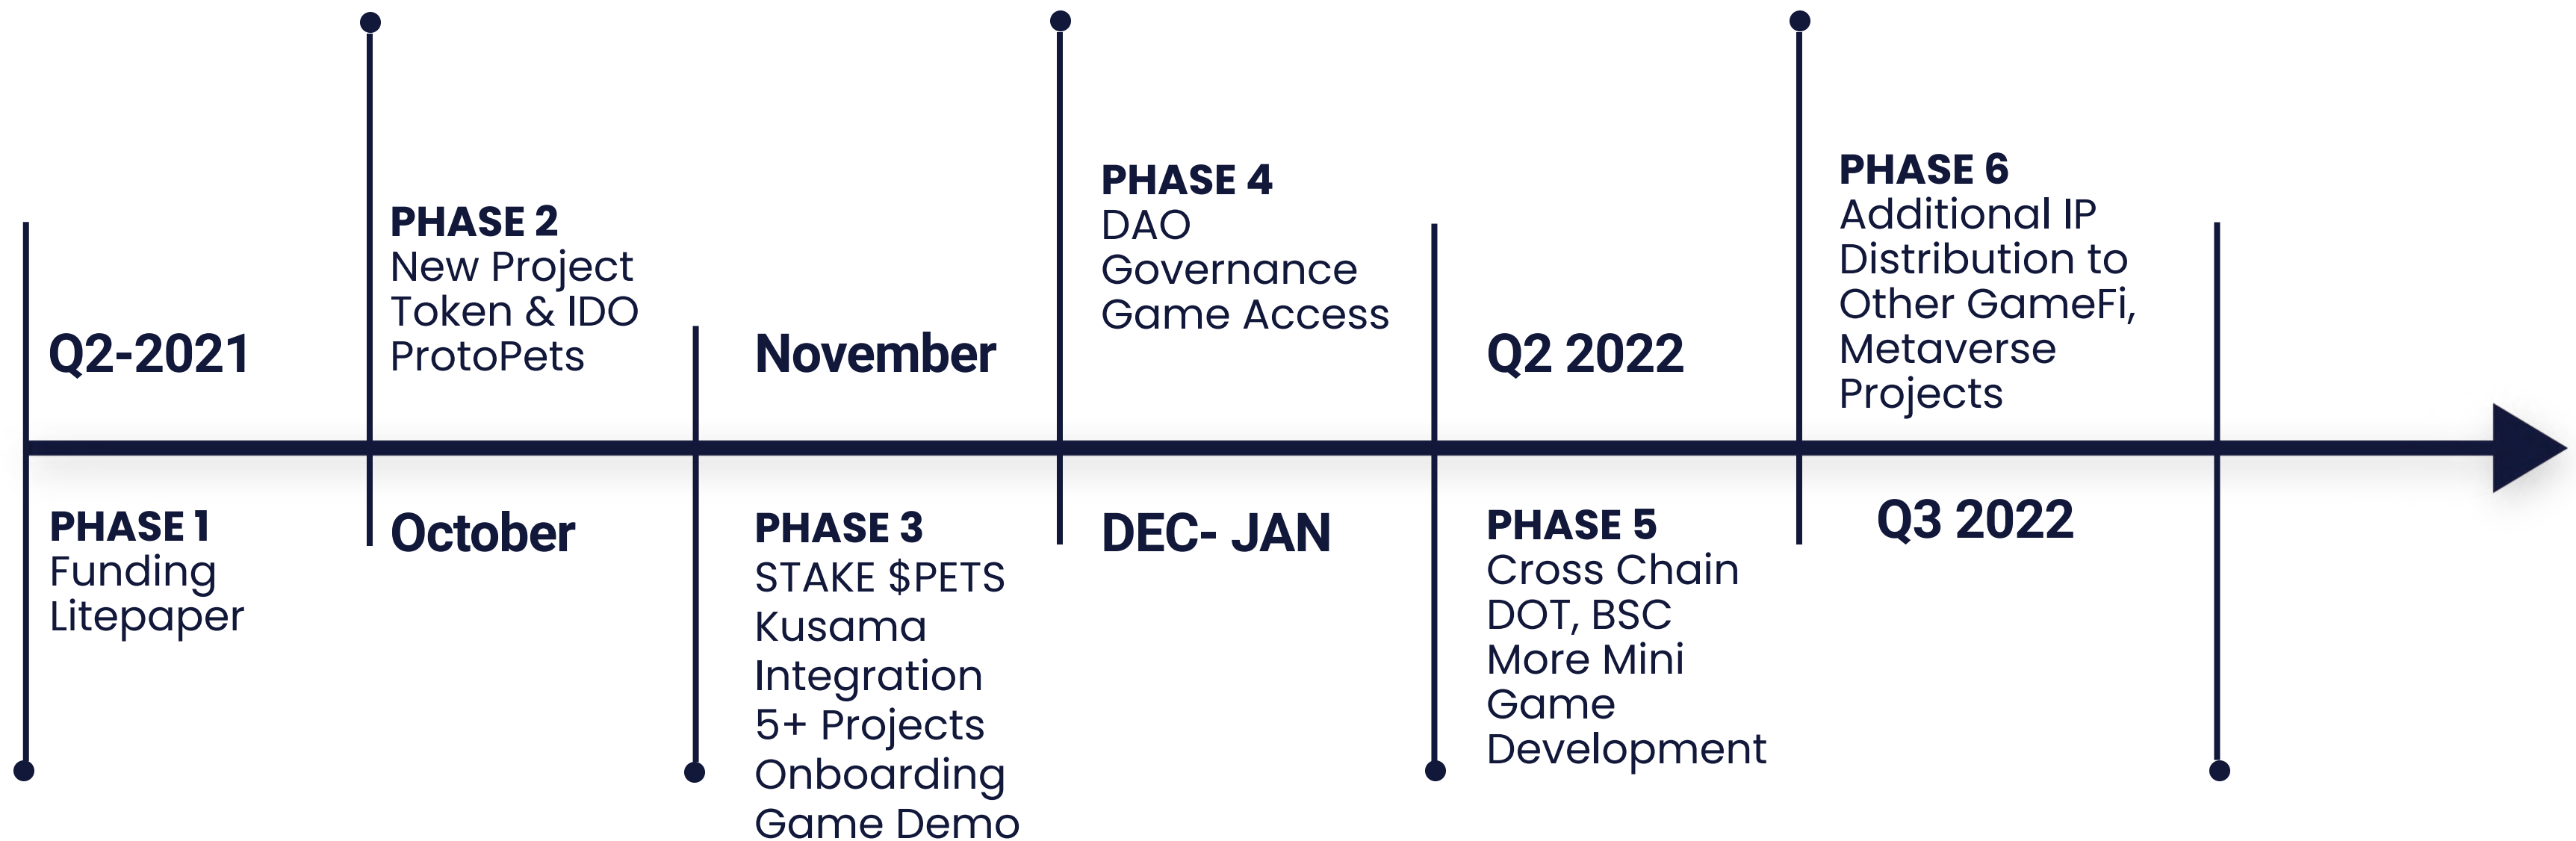 Q2-2021
PHASE 1
Funding
Litepaper
PHASE 2
New Project
Token & IDO
ProtoPets
October
November
PHASE 3
STAKE $PETS
Kusama
Integration
5+ Projects
Onboarding
Game Demo
PHASE 4
DAO
Governance
Game Access
DEC- JAN
Q2 2022
PHASE 5
Cross Chain
DOT, BSC
More Mini
Game
Development
PHASE 6
Additional IP
Distribution to
Other GameFi,
Metaverse
Projects
Q3 2022